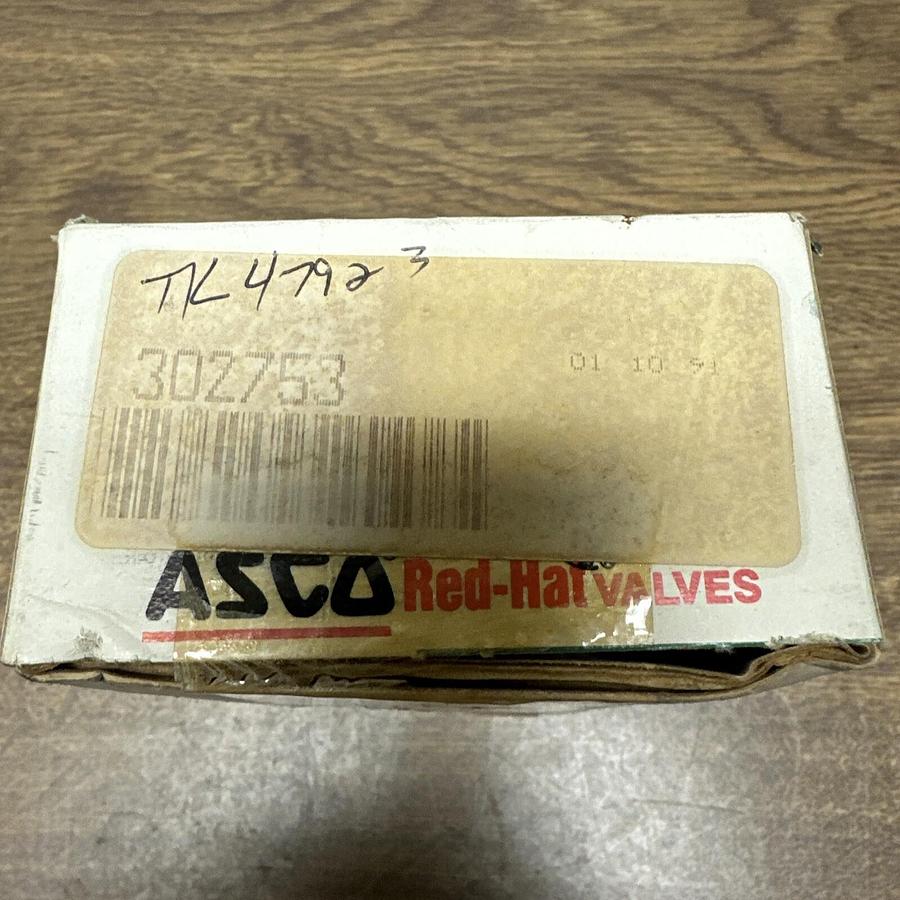 TK 4792 3
302753
01 10 91
ASCO Red-Hat VALVES